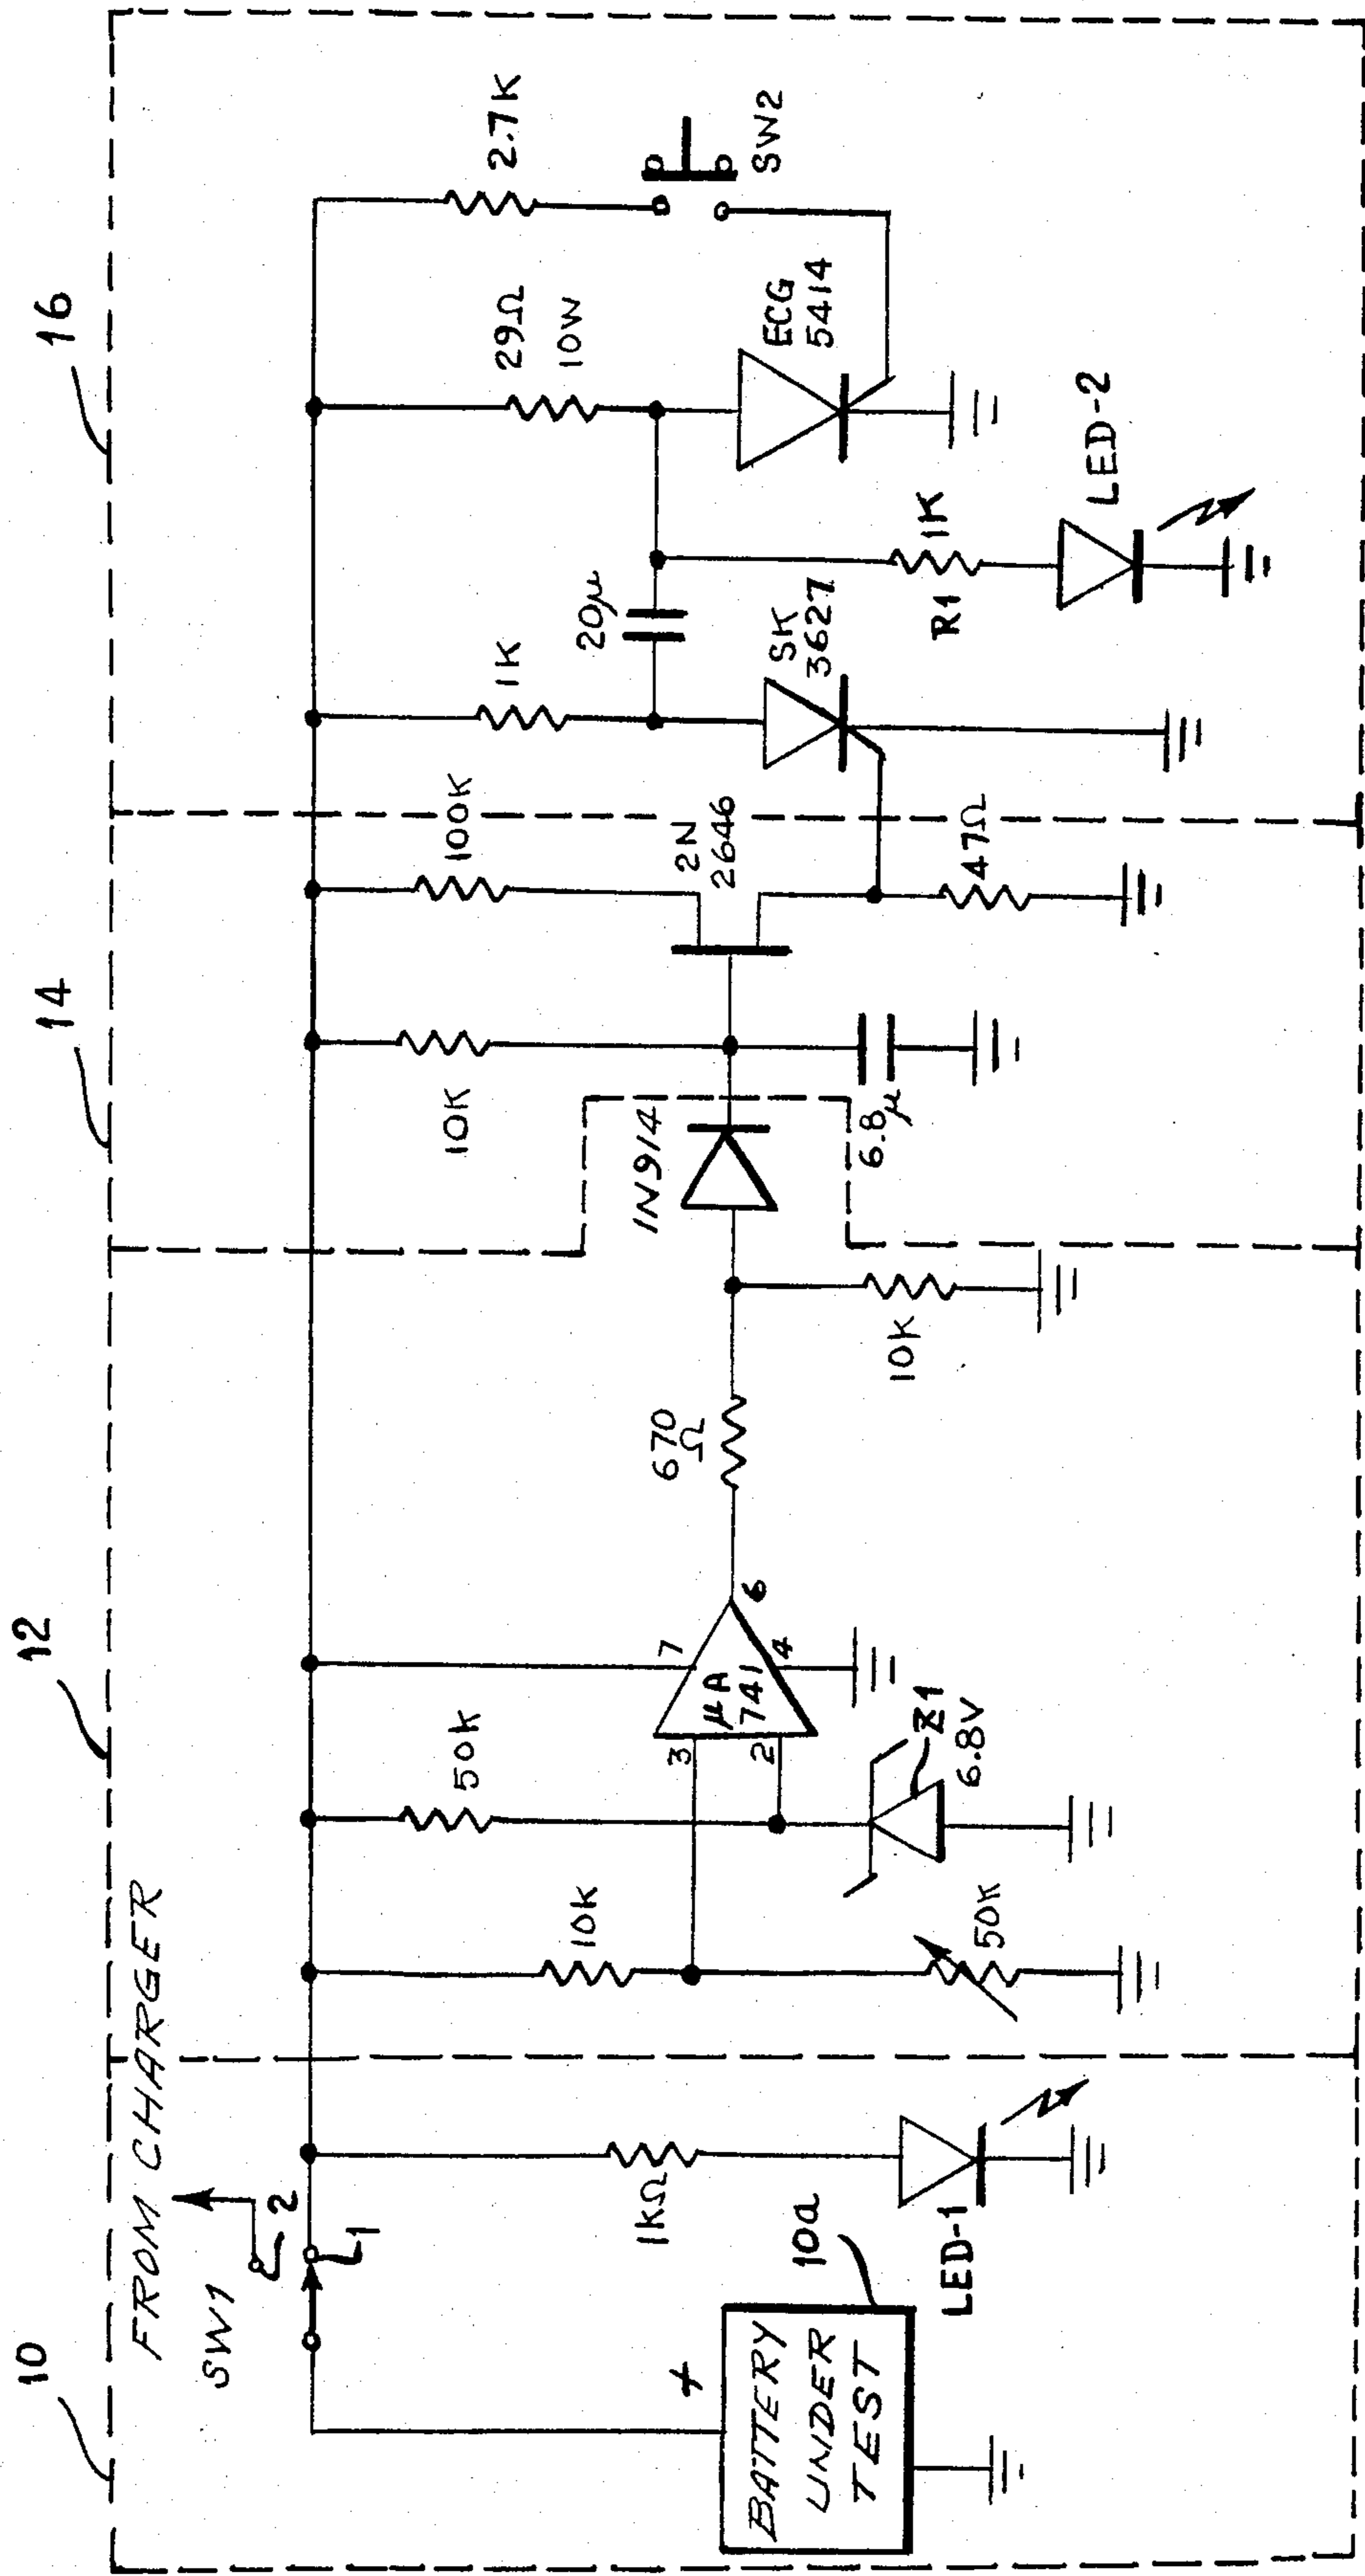 10
12
14
16
FROM CHARGER
SW1
2
1
+
BATTERY
UNDER
TEST
10a
1KΩ
LED-1
10K
50K
50K
3
2
7
4
6
μA
741
Z1
6.8V
670
Ω
10K
1N914
10K
6.8μ
100K
2N
2646
47Ω
1K
20μ
SK
3627
R1
1K
LED-2
29Ω
10W
ECG
5414
2.7K
SW2